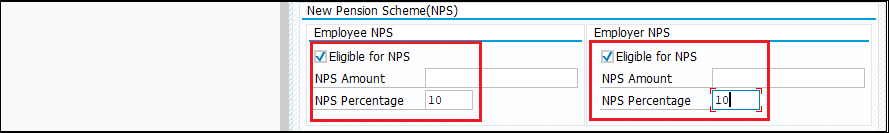 New Pension Scheme(NPS)
Employee NPS
Eligible for NPS
NPS Amount
NPS Percentage 10
Employer NPS
Eligible for NPS
NPS Amount
NPS Percentage 10